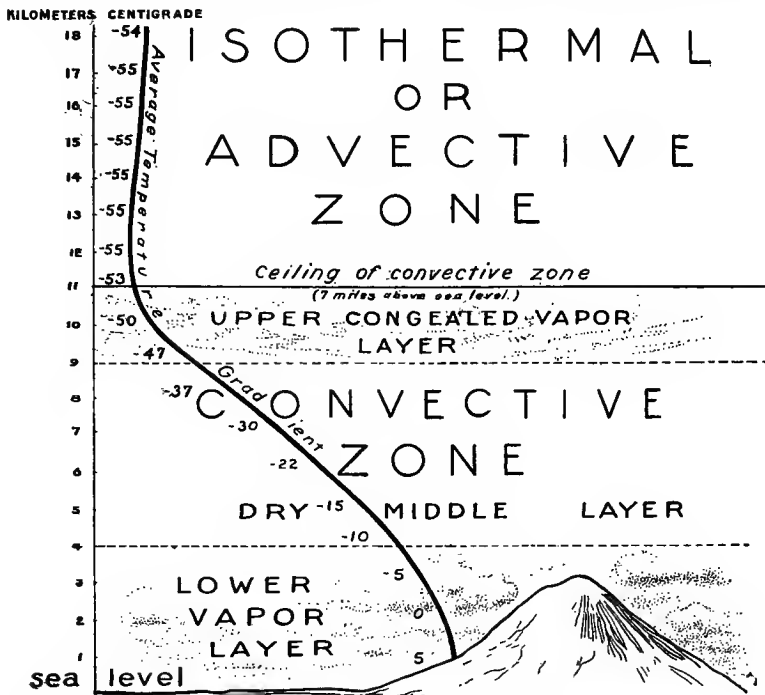 KILOMETERS CENTIGRADE
18 -54
17 -55
16 -55
15 -55
14 -55
13 -55
12 -55
11 -53
10 -50
9 -47
8 -37
7 -30
6 -22
5 -15
4 -10
3 -5
2 0
1 5
Average Temperature Gradient
ISOTHERMAL
OR
ADVECTIVE
ZONE
Ceiling of convective zone
(7 miles above sea level.)
UPPER CONGEALED VAPOR
LAYER
CONVECTIVE
ZONE
DRY MIDDLE LAYER
LOWER
VAPOR
LAYER
sea level